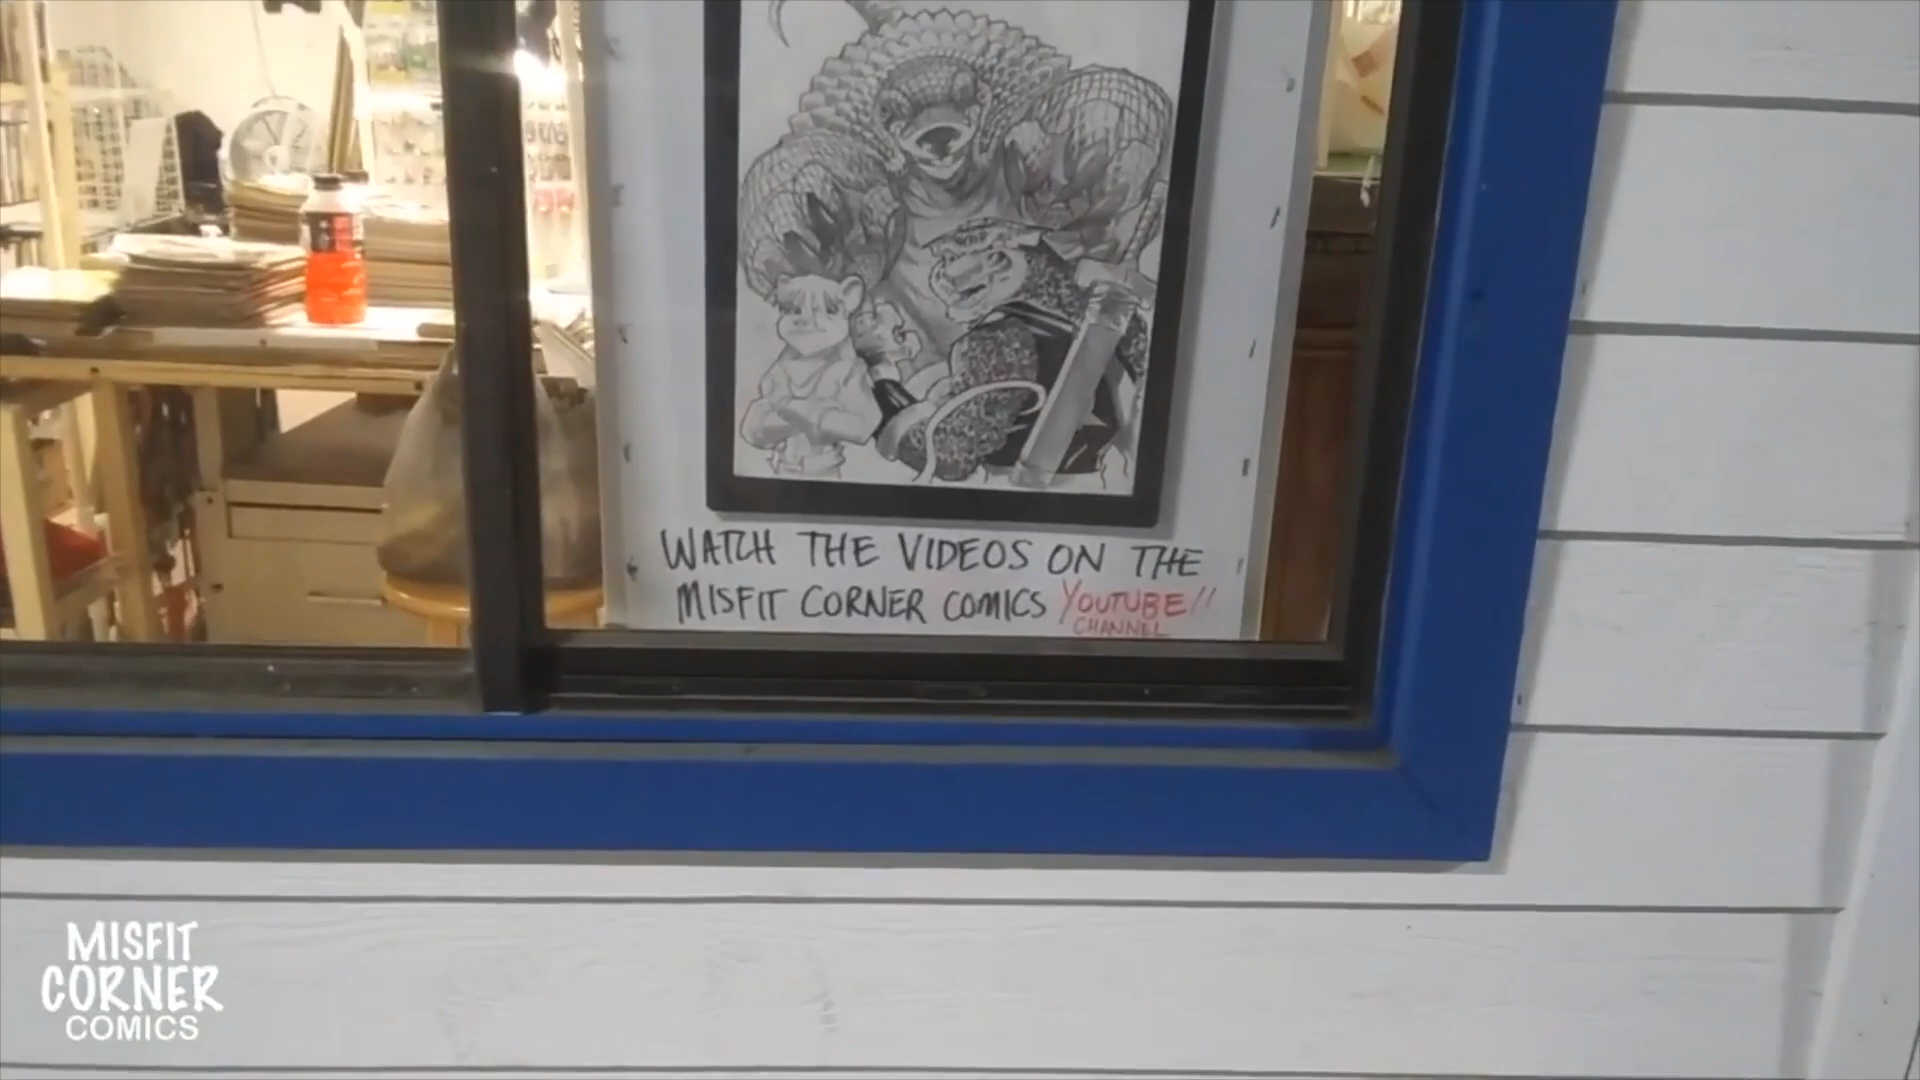 WATCH THE VIDEOS ON THE
MISFIT CORNER COMICS YOUTUBE!!
CHANNEL
MISFIT
CORNER
COMICS